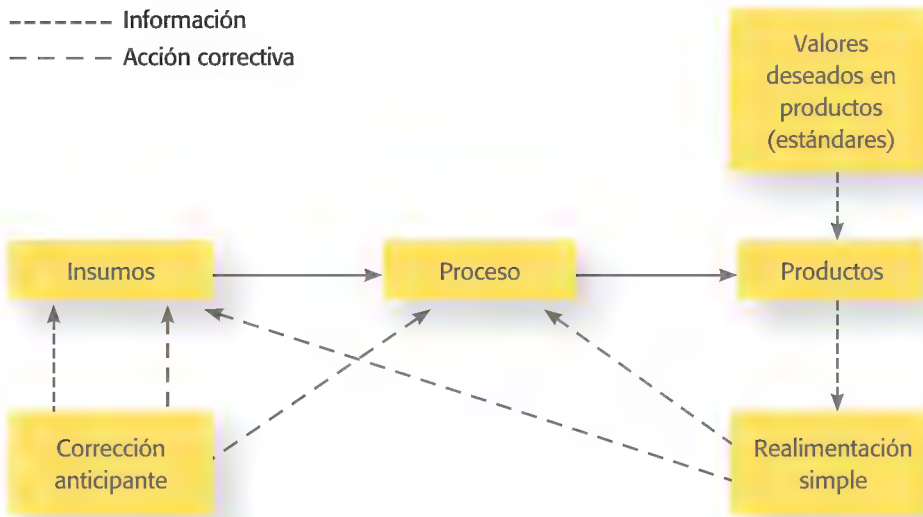 Información
Acción correctiva
Valores
deseados en
productos
(estándares)
Insumos
Proceso
Productos
Corrección
anticipante
Realimentación
simple